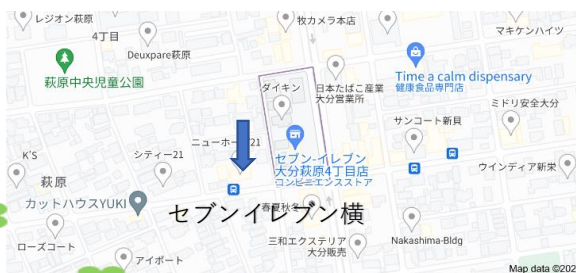 レジオン萩原
牧カメラ本店
4丁目
マキケンハイツ
Deuxpare萩原
萩原中央児童公園
ダイキン
日本たばこ産業
大分営業所
Time a calm dispensary
健康食品専門店
ミドリ安全大分
サンコート新貝
ニューホー
21
K'S
シティー21
セブン-イレブン
大分萩原4丁目店
コンビニエンスストア
ウインディア新栄
萩原
カットハウスYUKI
セブンイレブン横
ローズコート
アイポート
三和エクステリア
大分販売
Nakashima-Bldg
Map data ©202